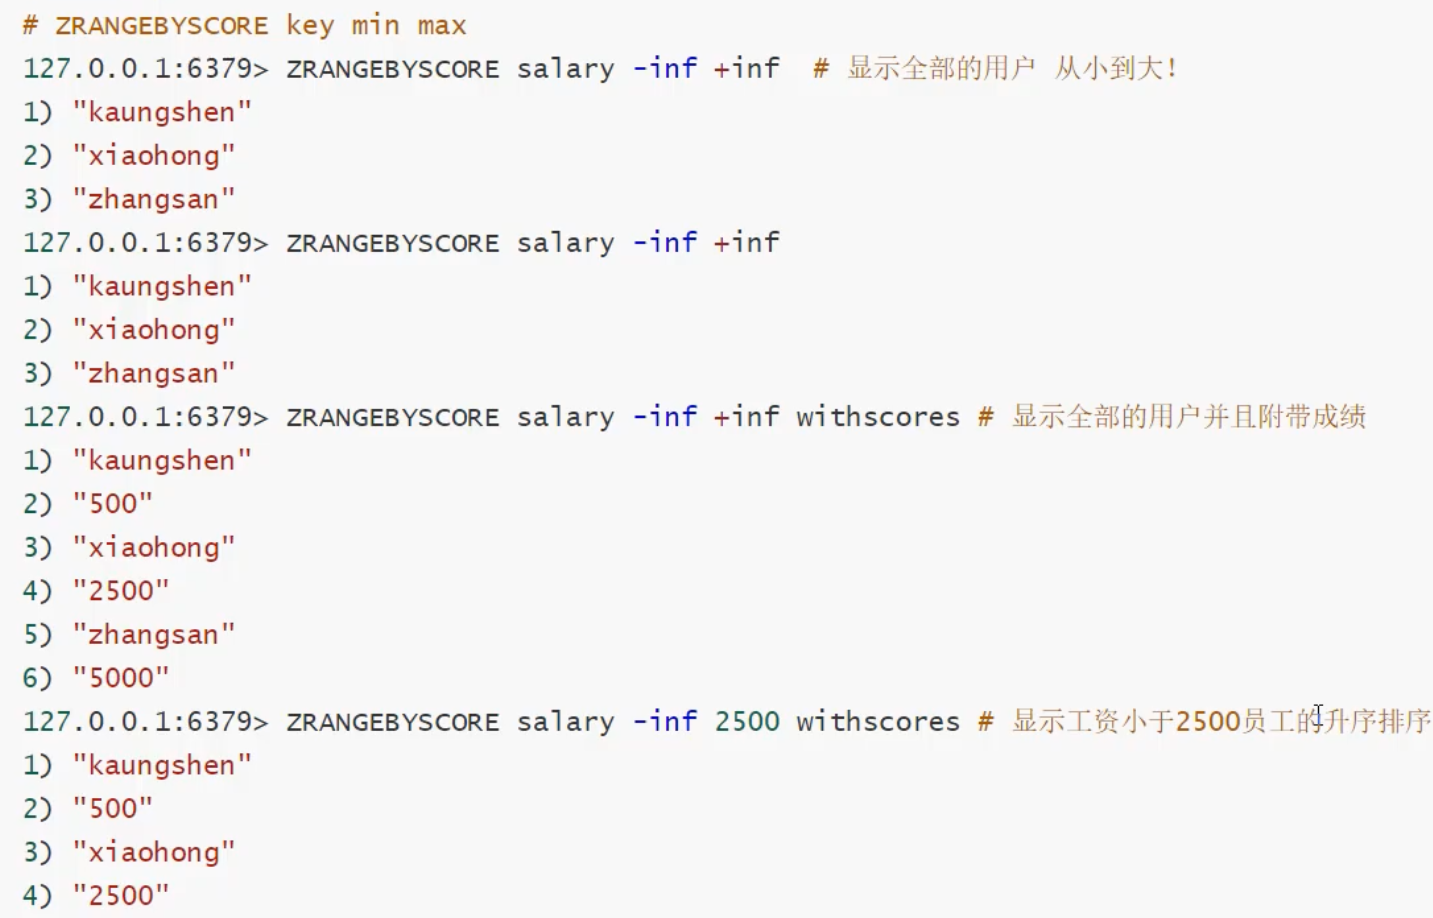 # ZRANGEBYSCORE key min max
127.0.0.1:6379> ZRANGEBYSCORE salary -inf +inf  # 显示全部的用户 从小到大！
1) "kaungshen"
2) "xiaohong"
3) "zhangsan"
127.0.0.1:6379> ZRANGEBYSCORE salary -inf +inf
1) "kaungshen"
2) "xiaohong"
3) "zhangsan"
127.0.0.1:6379> ZRANGEBYSCORE salary -inf +inf withscores # 显示全部的用户并且附带成绩
1) "kaungshen"
2) "500"
3) "xiaohong"
4) "2500"
5) "zhangsan"
6) "5000"
127.0.0.1:6379> ZRANGEBYSCORE salary -inf 2500 withscores # 显示工资小于2500员工的升序排序
1) "kaungshen"
2) "500"
3) "xiaohong"
4) "2500"